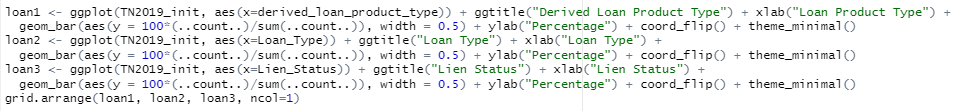 loan1 <- ggplot(TN2019_init, aes(x=derived_loan_product_type)) + ggtitle("Derived Loan Product Type") + xlab("Loan Product Type") +
  geom_bar(aes(y = 100*(..count..)/sum(..count..)), width = 0.5) + ylab("Percentage") + coord_flip() + theme_minimal()
loan2 <- ggplot(TN2019_init, aes(x=Loan_Type)) + ggtitle("Loan Type") + xlab("Loan Type") +
  geom_bar(aes(y = 100*(..count..)/sum(..count..)), width = 0.5) + ylab("Percentage") + coord_flip() + theme_minimal()
loan3 <- ggplot(TN2019_init, aes(x=Lien_Status)) + ggtitle("Lien Status") + xlab("Lien Status") +
  geom_bar(aes(y = 100*(..count..)/sum(..count..)), width = 0.5) + ylab("Percentage") + coord_flip() + theme_minimal()
grid.arrange(loan1, loan2, loan3, ncol=1)